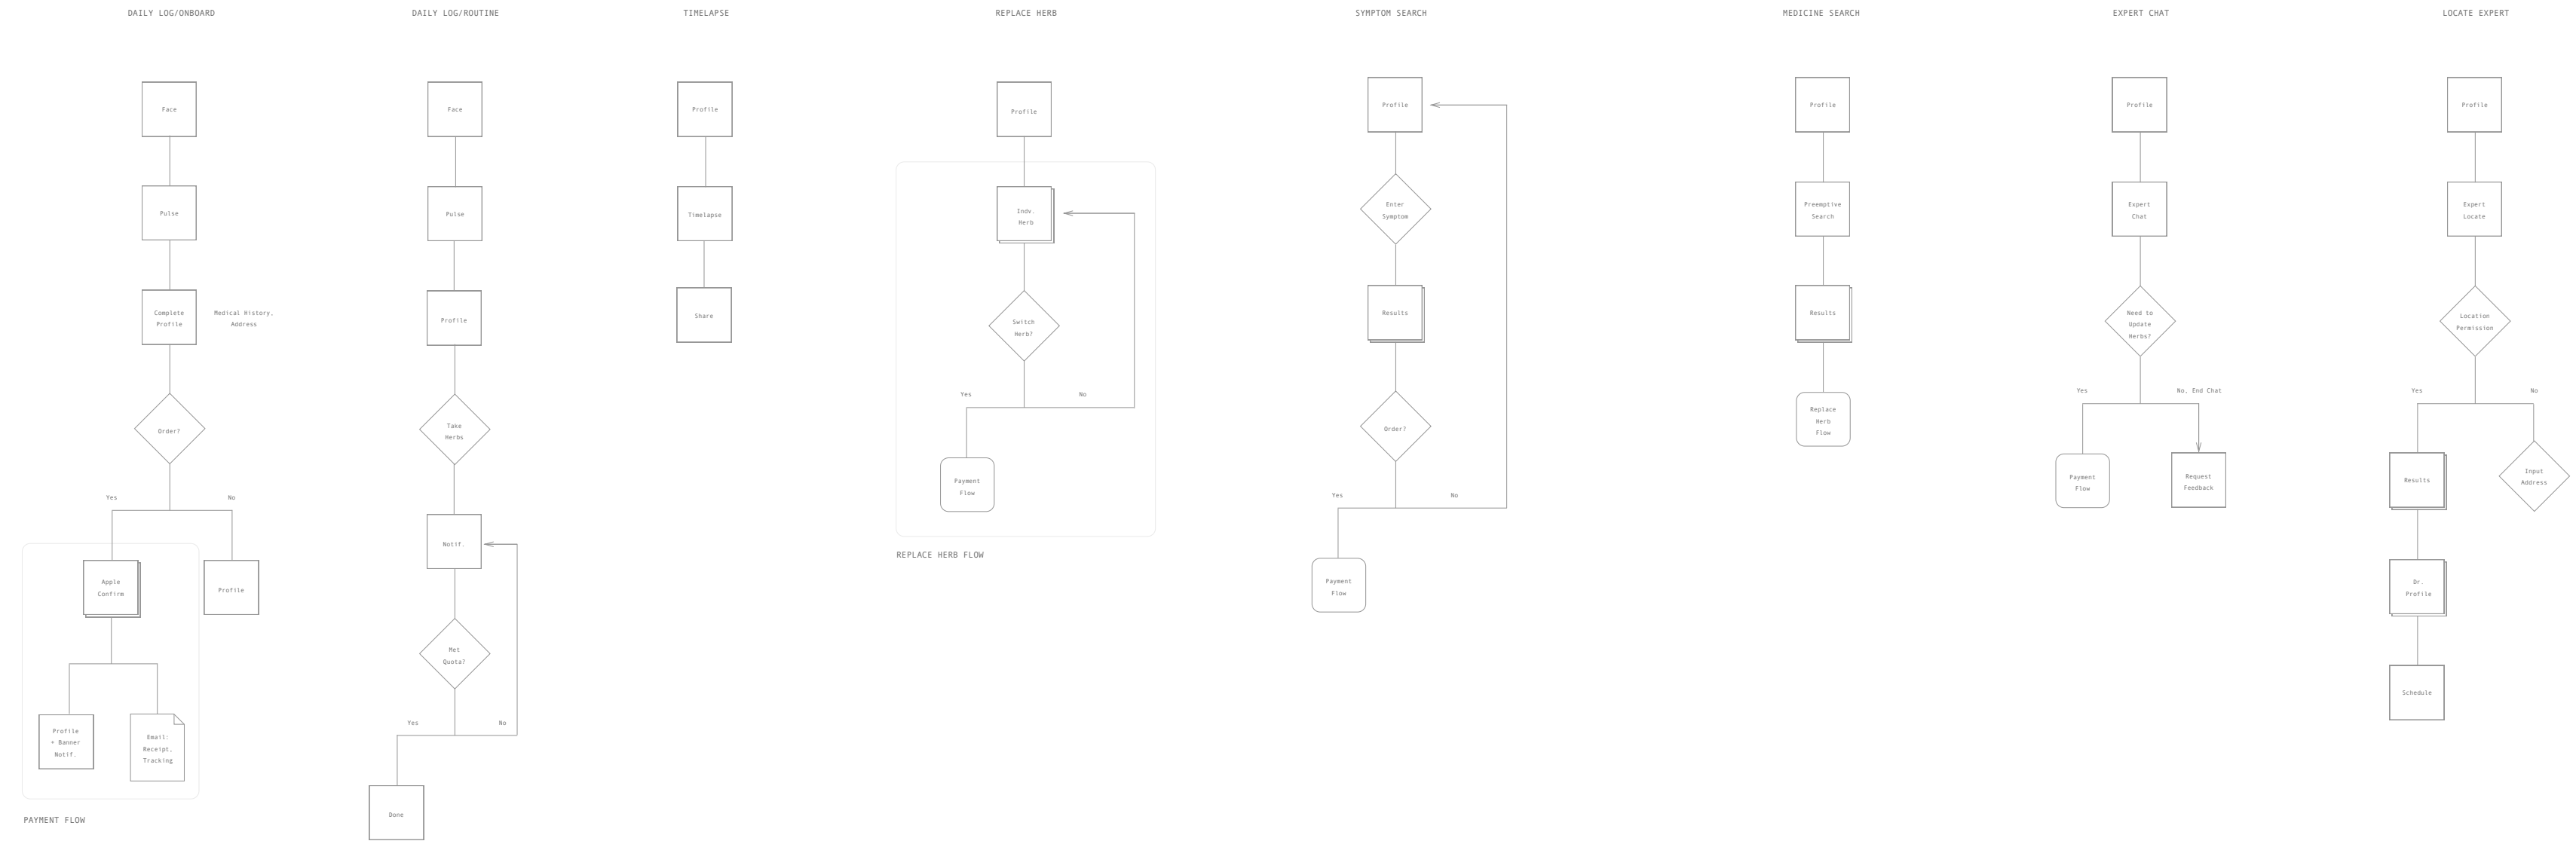 DAILY LOG/ONBOARD
Face
Pulse
Complete
Profile
Medical History,
Address
Order?
Yes
No
Apple
Confirm
Profile
Profile
+ Banner
Notif.
Email:
Receipt,
Tracking
PAYMENT FLOW
DAILY LOG/ROUTINE
Face
Pulse
Profile
Take
Herbs
Notif.
Met
Quota?
Yes
No
Done
TIMELAPSE
Profile
Timelapse
Share
REPLACE HERB
Profile
Indv.
Herb
Switch
Herb?
Yes
No
Payment
Flow
REPLACE HERB FLOW
SYMPTOM SEARCH
Profile
Enter
Symptom
Results
Order?
Yes
No
Payment
Flow
MEDICINE SEARCH
Profile
Preemptive
Search
Results
Replace
Herb
Flow
EXPERT CHAT
Profile
Expert
Chat
Need to
Update
Herbs?
Yes
No, End Chat
Payment
Flow
Request
Feedback
LOCATE EXPERT
Profile
Expert
Locate
Location
Permission
Yes
No
Results
Input
Address
Dr.
Profile
Schedule